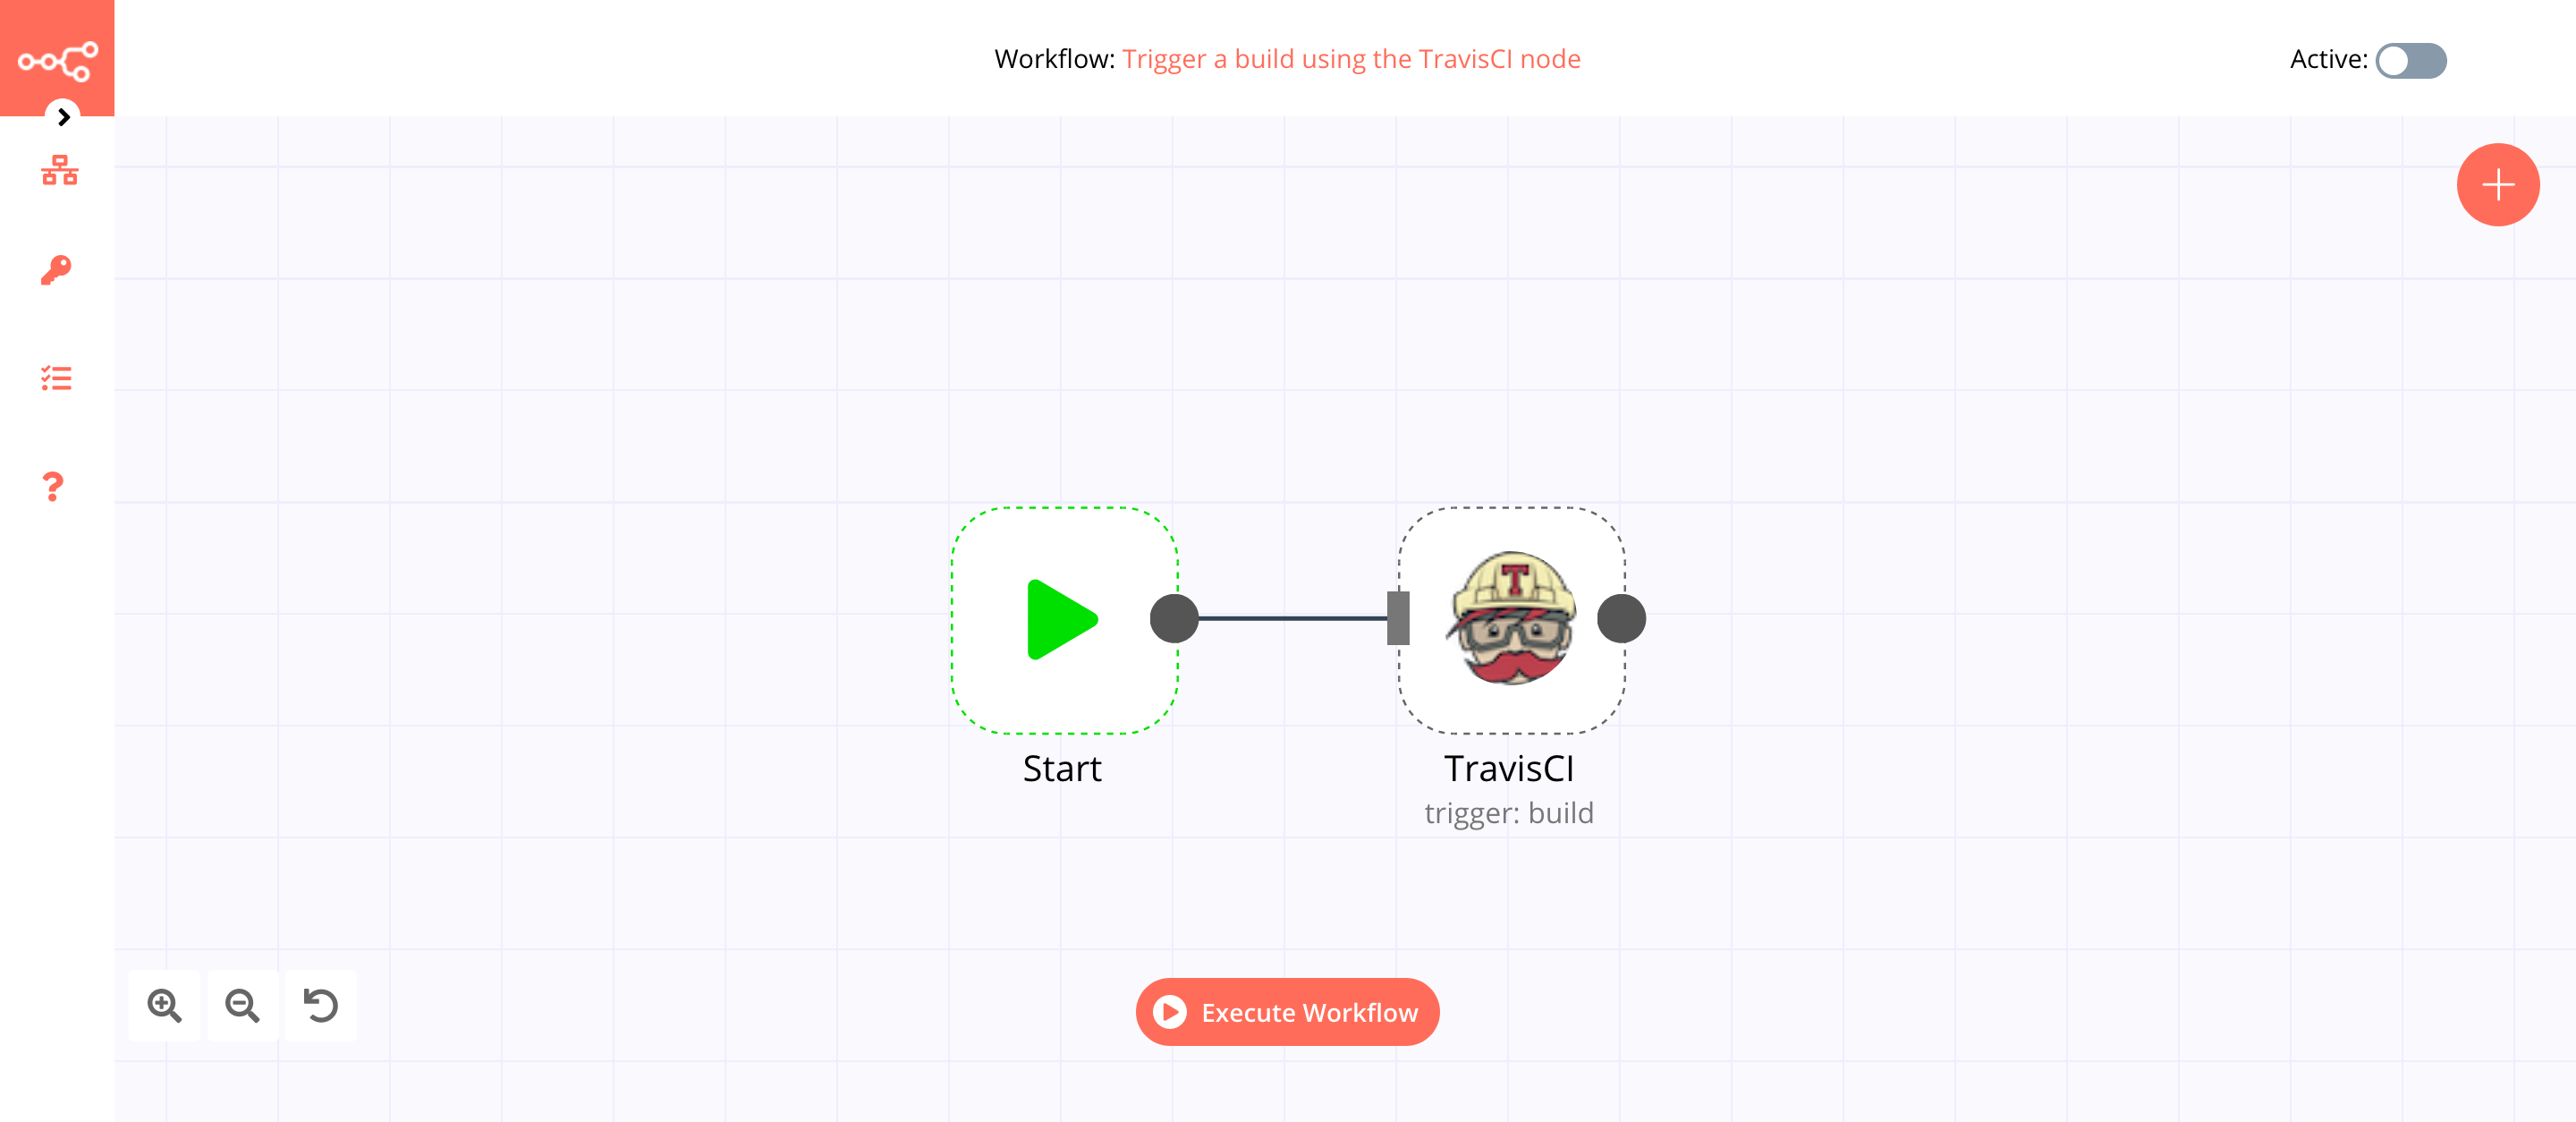 Workflow: Trigger a build using the TravisCI node
Active:
T
Start
TravisCI
trigger: build
Execute Workflow